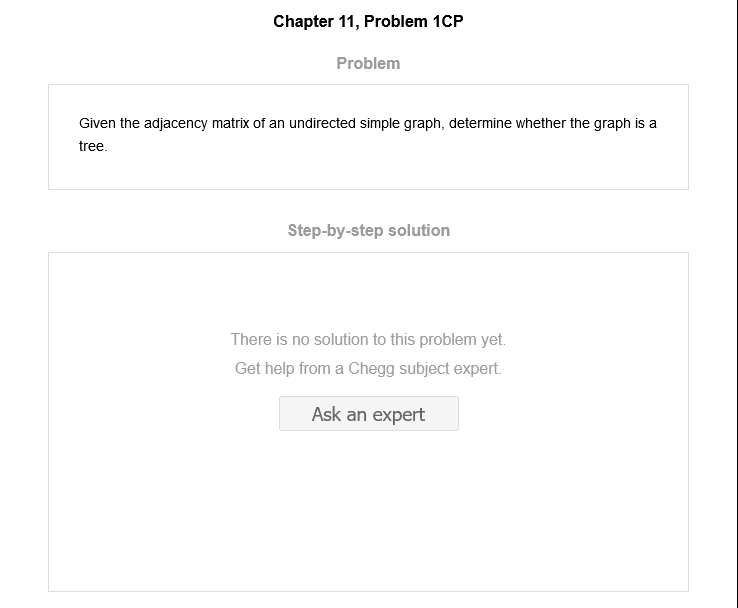 Chapter 11, Problem 1CP
Problem
Given the adjacency matrix of an undirected simple graph, determine whether the graph is a
tree.
Step-by-step solution
There is no solution to this problem yet.
Get help from a Chegg subject expert.
Ask an expert